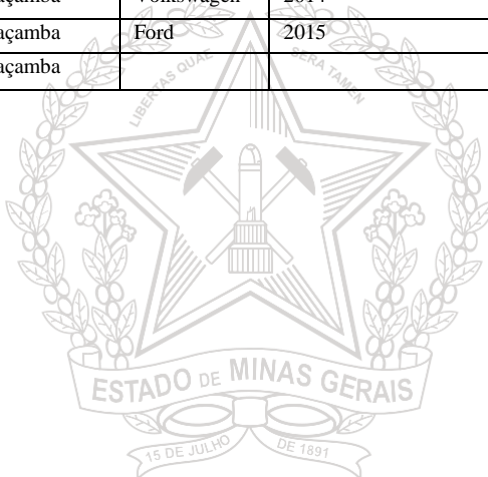 açamba Volkswagen 2014
açamba Ford 2015
açamba
LIBERTAS QUAE SERA TAMEN
ESTADO DE MINAS GERAIS
15 DE JULHO DE 1891